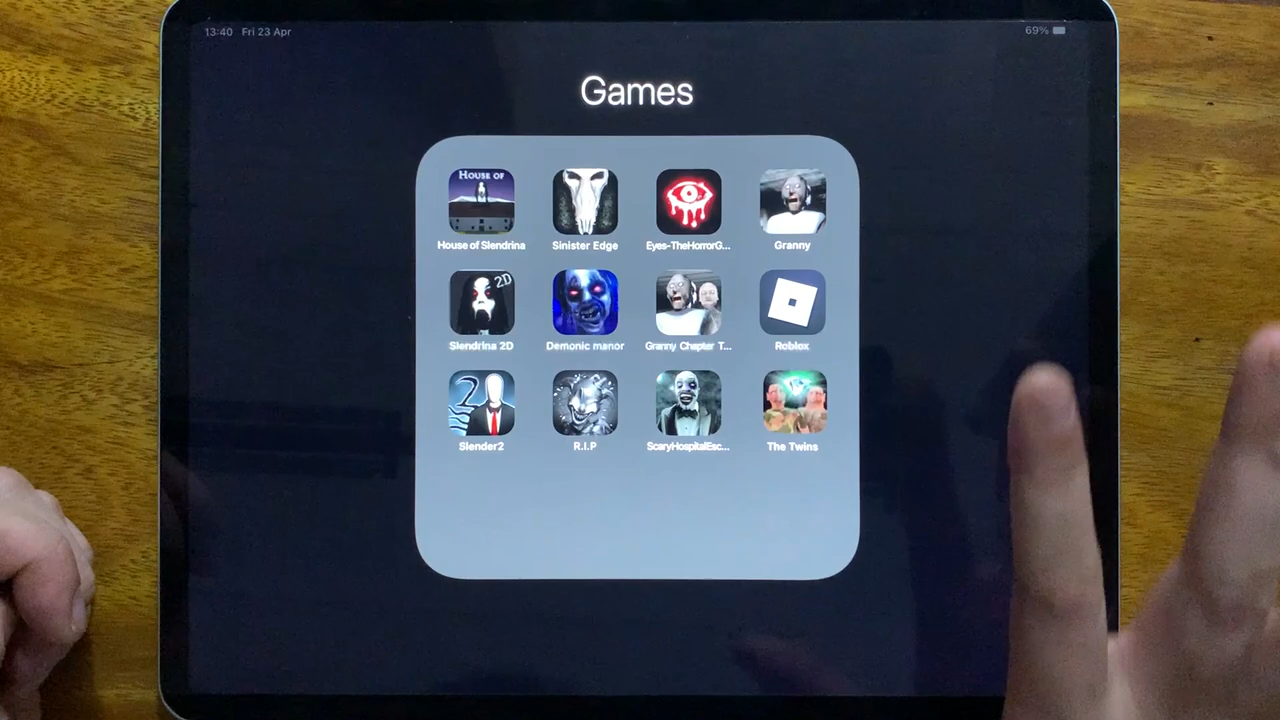 13:40 Fri 23 Apr
69%
Games
HOUSE OF
House of Slendrina
Sinister Edge
Eyes-TheHorrorG...
Granny
2D
Slendrina 2D
Demonic manor
Granny Chapter T...
Roblox
2
Slender2
R.I.P
ScaryHospitalEsc...
The Twins